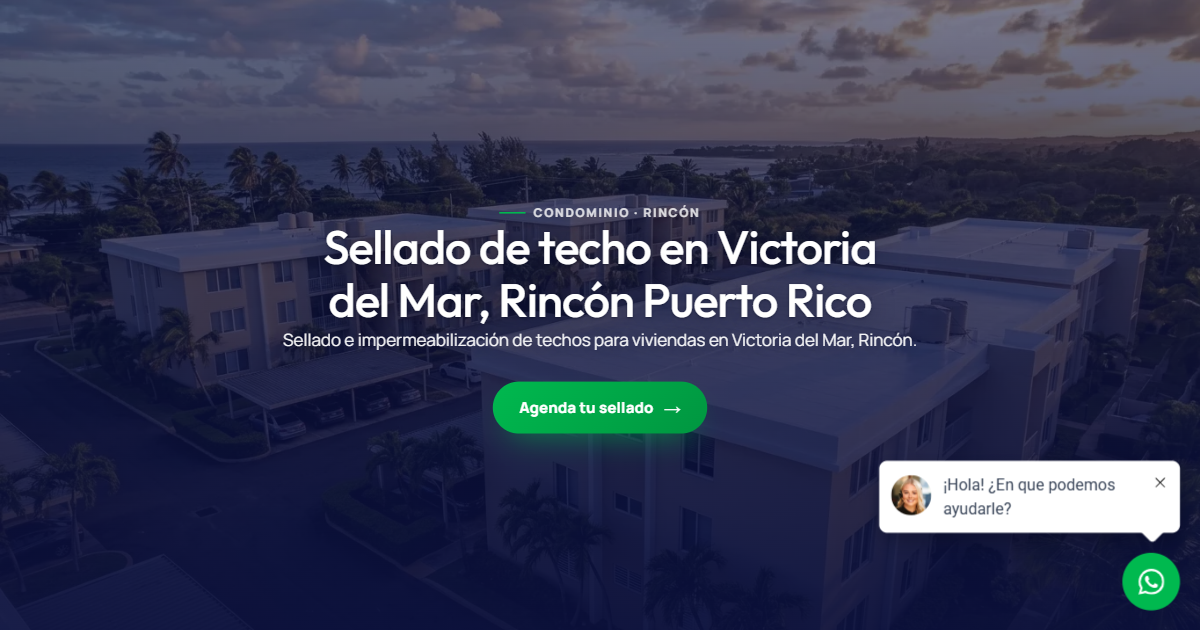 CONDOMINIO · RINCÓN
Sellado de techo en Victoria
del Mar, Rincón Puerto Rico
Sellado e impermeabilización de techos para viviendas en Victoria del Mar, Rincón.
Agenda tu sellado →
¡Hola! ¿En que podemos
ayudarle?